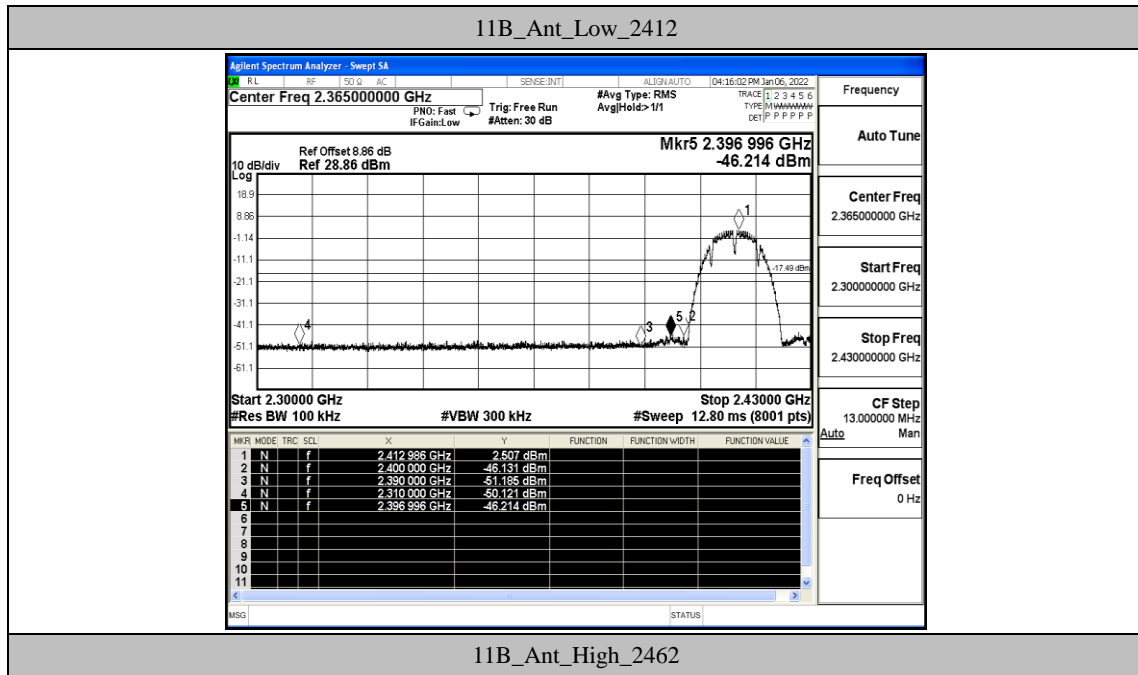 11B_Ant_Low_2412
Agilent Spectrum Analyzer - Swept SA
RL RF 50 Ω AC SENSE:INT ALIGNAUTO 04:16:02 PM Jan 06, 2022
Center Freq 2.365000000 GHz
PNO: Fast
IFGain:Low
Trig: Free Run
#Atten: 30 dB
#Avg Type: RMS
Avg|Hold:>1/1
TRACE 1 2 3 4 5 6
TYPE
DET P P P P P P
Frequency
Auto Tune
Mkr5 2.396 996 GHz
-46.214 dBm
Ref Offset 8.86 dB
10 dB/div Ref 28.86 dBm
Log
18.9
8.86
-1.14
-11.1
-21.1
-31.1
-41.1
-51.1
-61.1
1
-17.49 dBm
4
3
5
2
Center Freq
2.365000000 GHz
Start Freq
2.300000000 GHz
Stop Freq
2.430000000 GHz
CF Step
13.000000 MHz
Auto Man
Freq Offset
0 Hz
Start 2.30000 GHz Stop 2.43000 GHz
#Res BW 100 kHz #VBW 300 kHz #Sweep 12.80 ms (8001 pts)
MKR MODE TRC SCL X Y FUNCTION FUNCTION WIDTH FUNCTION VALUE
1 N f 2.412 986 GHz 2.507 dBm
2 N f 2.400 000 GHz -46.131 dBm
3 N f 2.390 000 GHz -51.185 dBm
4 N f 2.310 000 GHz -50.121 dBm
5 N f 2.396 996 GHz -46.214 dBm
6
7
8
9
10
11
MSG STATUS
11B_Ant_High_2462